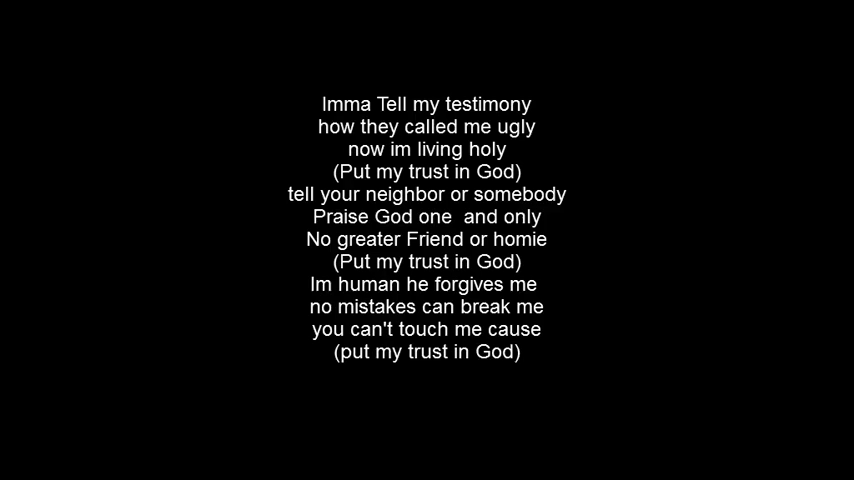 Imma Tell my testimony
how they called me ugly
now im living holy
(Put my trust in God)
tell your neighbor or somebody
Praise God one  and only
No greater Friend or homie
(Put my trust in God)
Im human he forgives me
no mistakes can break me
you can't touch me cause
(put my trust in God)